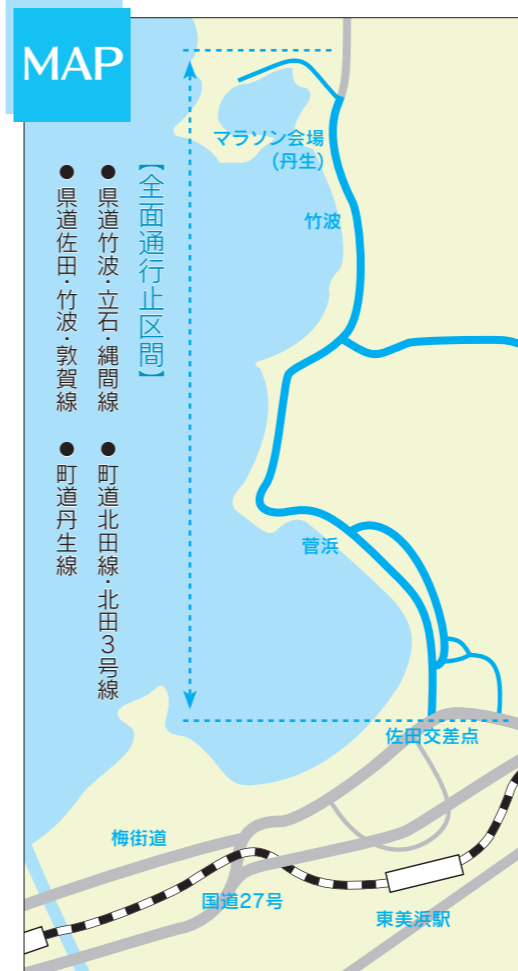 MAP
【全面通行止区間】
● 県道竹波・立石・縄間線
● 町道北田線・北田3号線
● 県道佐田・竹波・敦賀線
● 町道丹生線
マラソン会場
(丹生)
竹波
菅浜
佐田交差点
梅街道
国道27号
東美浜駅